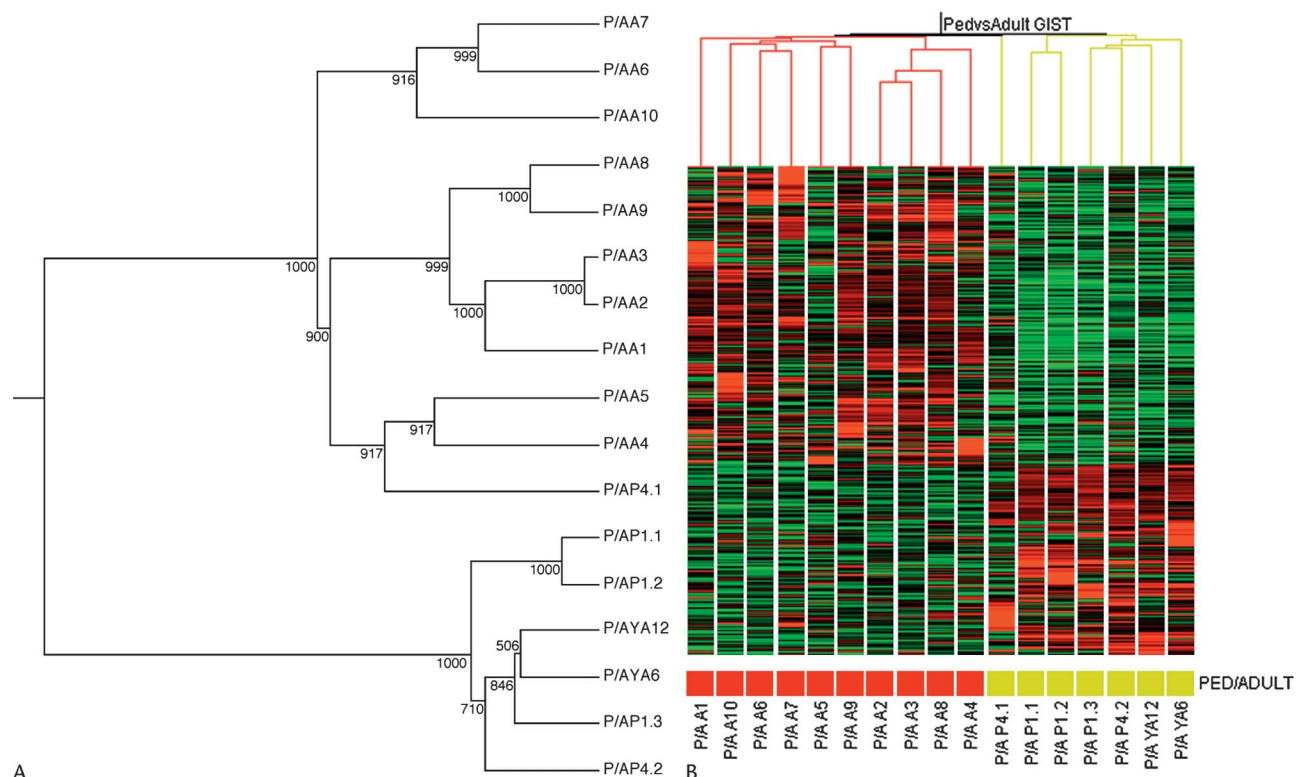 P/AA7
999
P/AA6
916
P/AA10
P/AA8
1000
P/AA9
1000
999
P/AA3
1000
P/AA2
1000
P/AA1
900
P/AA5
917
P/AA4
917
P/AP4.1
P/AP1.1
1000
P/AP1.2
P/AYA12
506
1000
P/AYA6
846
710
P/AP1.3
P/AP4.2
A
PedvsAdult GIST
PED/ADULT
P/A A1
P/A A10
P/A A6
P/A A7
P/A A5
P/A A9
P/A A2
P/A A3
P/A A8
P/A A4
P/A P4.1
P/A P1.1
P/A P1.2
P/A P1.3
P/A P4.2
P/A YA12
P/A YA6
B